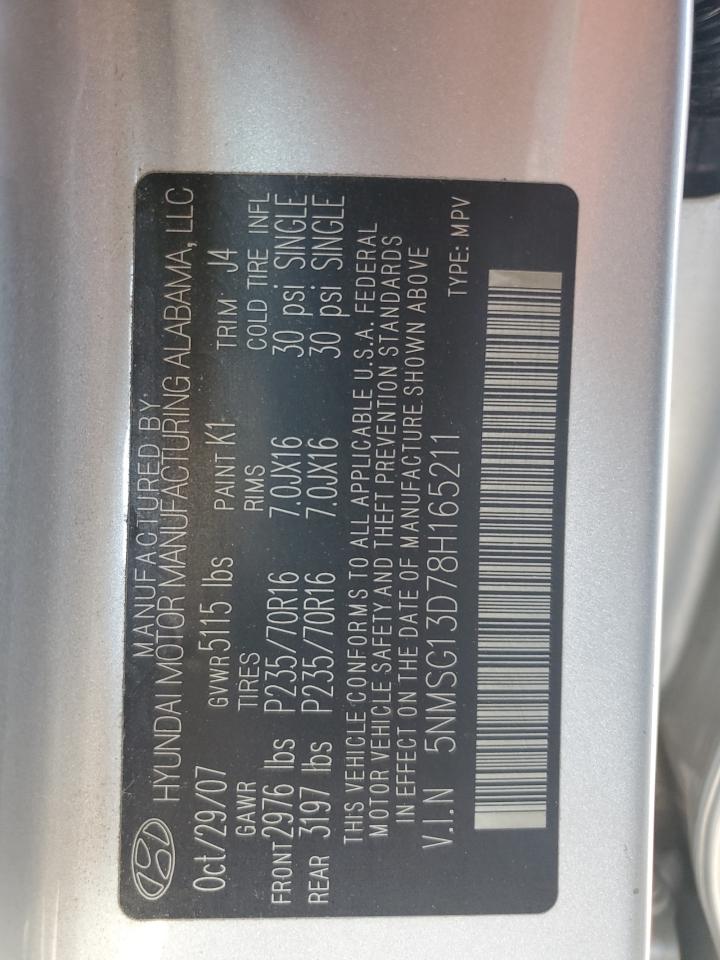 MANUFACTURED BY
HYUNDAI MOTOR MANUFACTURING ALABAMA, LLC
Oct/29/07 GVWR 5115 lbs PAINT K1 TRIM J4
GAWR TIRES RIMS COLD TIRE INFL
FRONT 2976 lbs P235/70R16 7.0JX16 30 psi SINGLE
REAR 3197 lbs P235/70R16 7.0JX16 30 psi SINGLE
THIS VEHICLE CONFORMS TO ALL APPLICABLE U.S.A. FEDERAL
MOTOR VEHICLE SAFETY AND THEFT PREVENTION STANDARDS
IN EFFECT ON THE DATE OF MANUFACTURE SHOWN ABOVE
V.I.N 5NMSG13D78H165211 TYPE: MPV